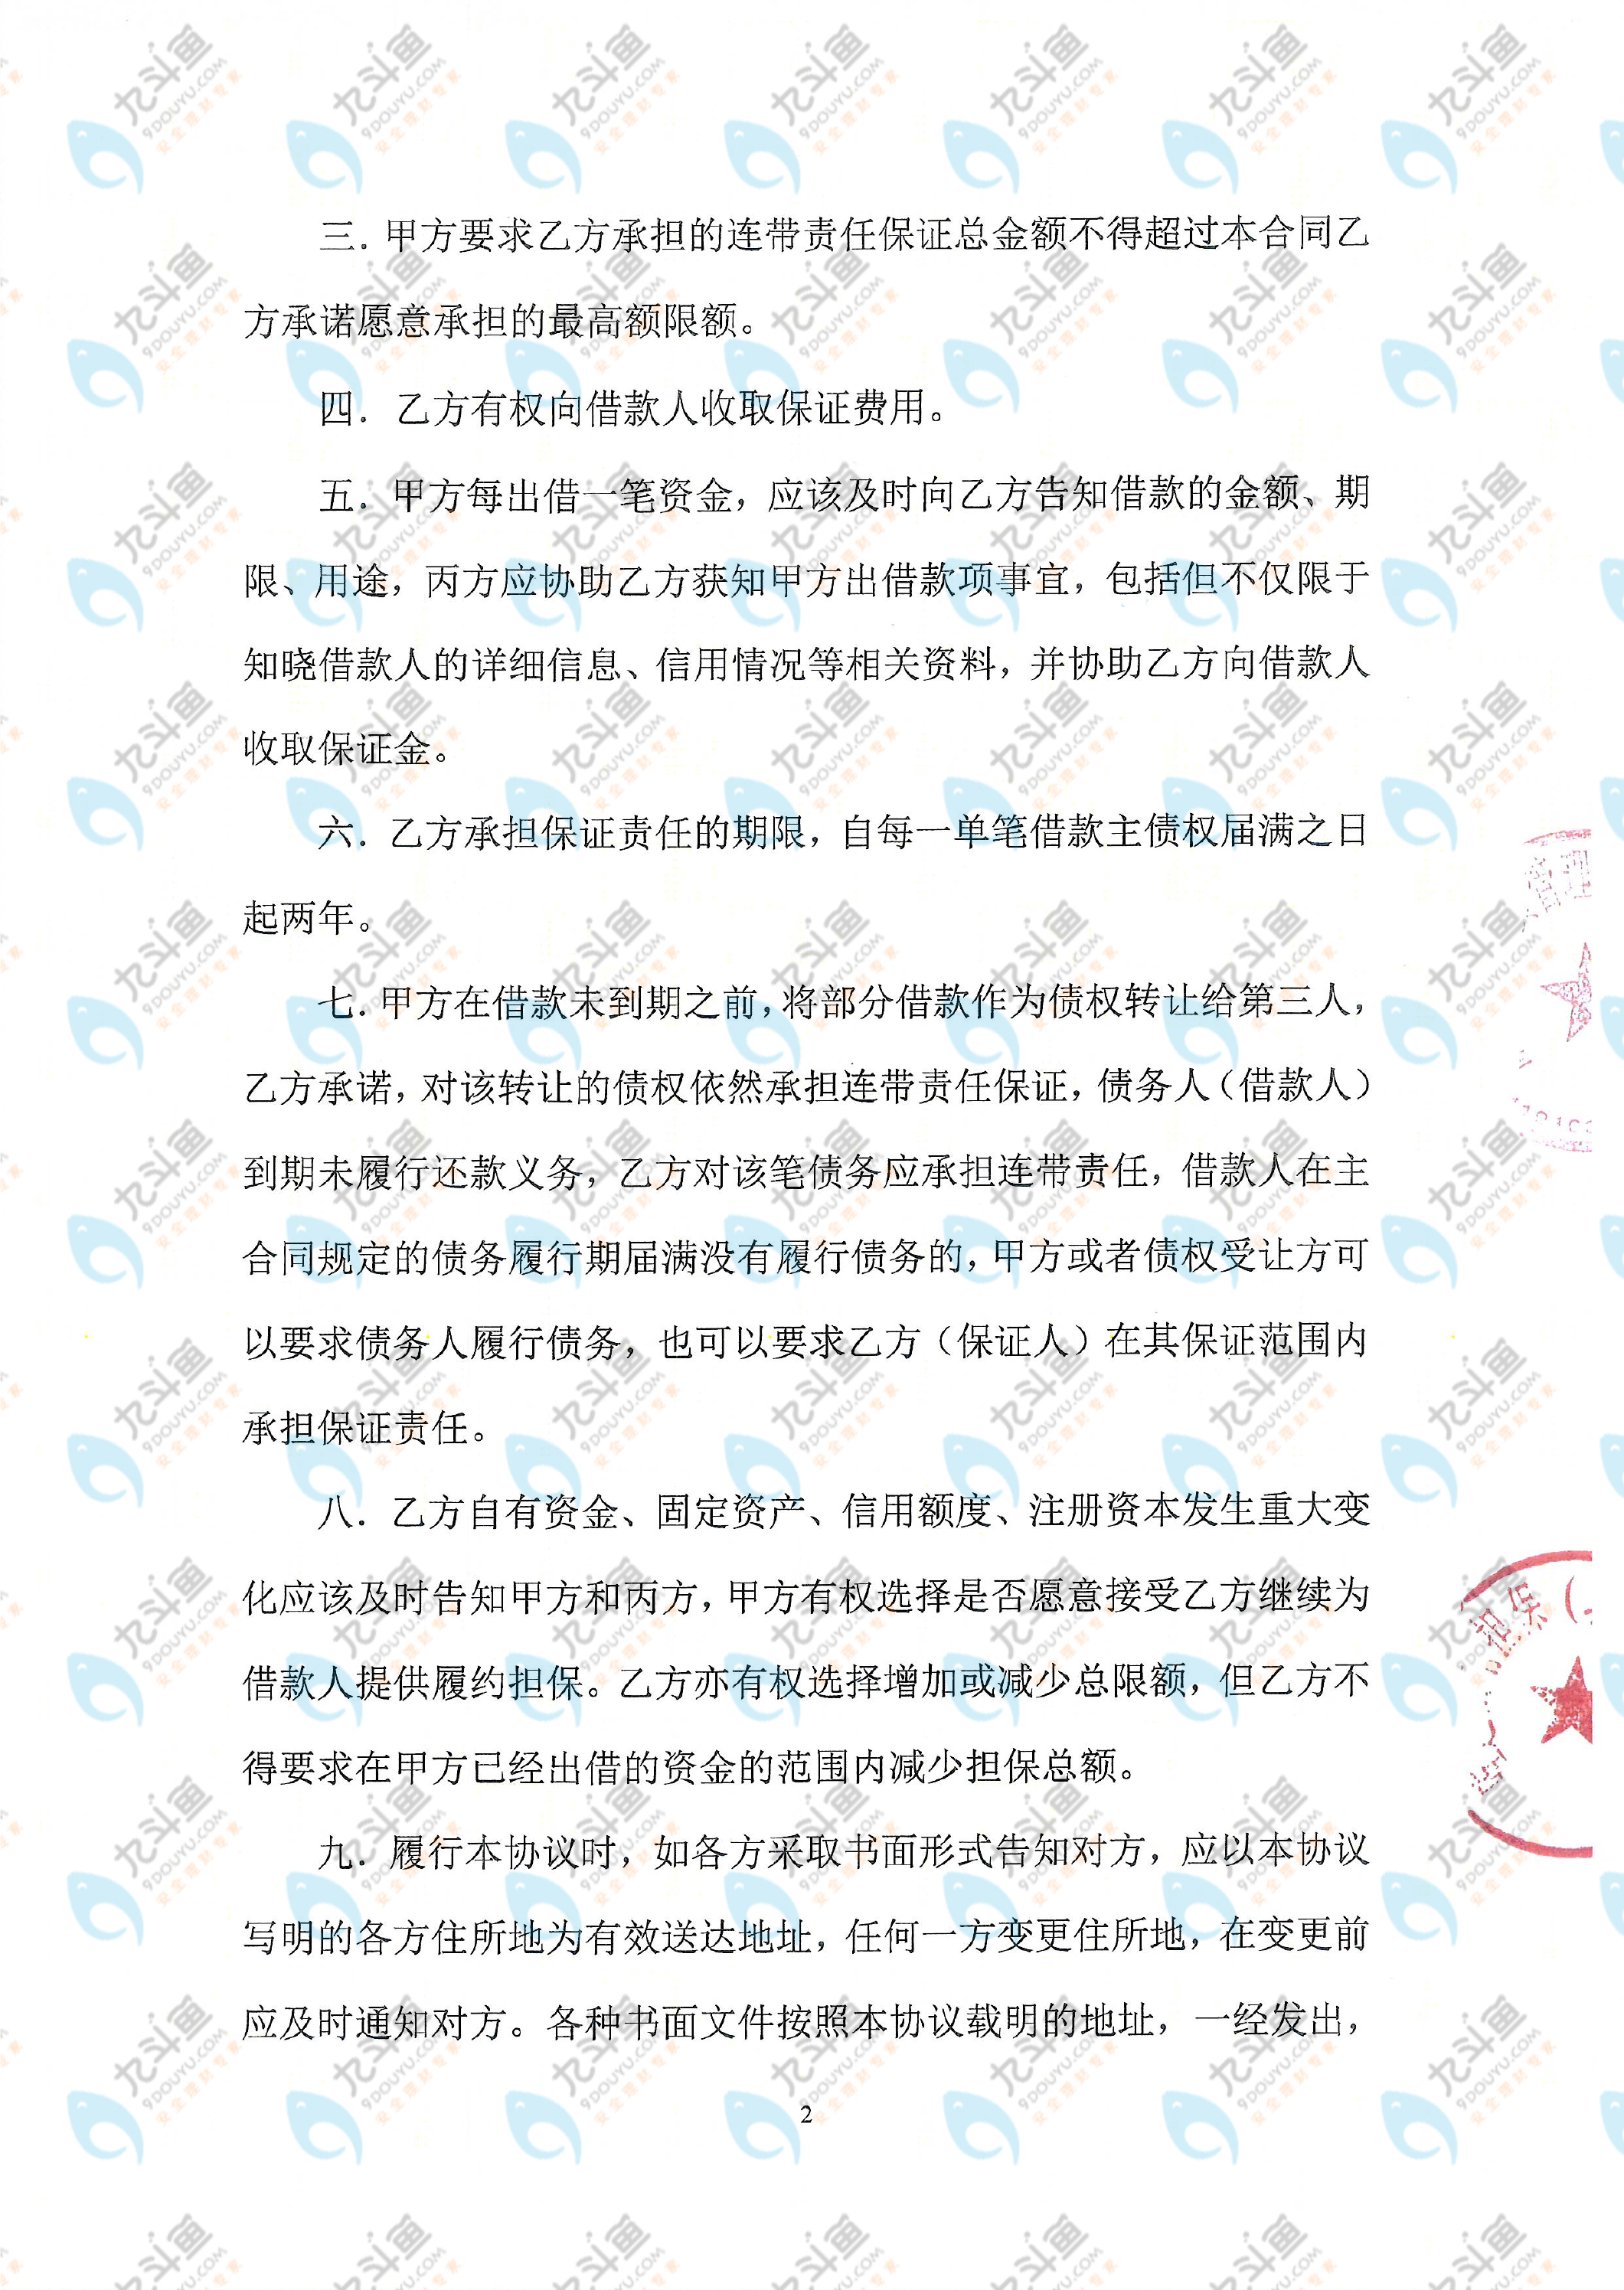 三. 甲方要求乙方承担的连带责任保证总金额不得超过本合同乙
方承诺愿意承担的最高额限额。
四. 乙方有权向借款人收取保证费用。
五. 甲方每出借一笔资金，应该及时向乙方告知借款的金额、期
限、用途，丙方应协助乙方获知甲方出借款项事宜，包括但不仅限于
知晓借款人的详细信息、信用情况等相关资料，并协助乙方向借款人
收取保证金。
六. 乙方承担保证责任的期限，自每一单笔借款主债权届满之日
起两年。
七. 甲方在借款未到期之前，将部分借款作为债权转让给第三人，
乙方承诺，对该转让的债权依然承担连带责任保证，债务人（借款人）
到期未履行还款义务，乙方对该笔债务应承担连带责任，借款人在主
合同规定的债务履行期届满没有履行债务的，甲方或者债权受让方可
以要求债务人履行债务，也可以要求乙方（保证人）在其保证范围内
承担保证责任。
八. 乙方自有资金、固定资产、信用额度、注册资本发生重大变
化应该及时告知甲方和丙方，甲方有权选择是否愿意接受乙方继续为
借款人提供履约担保。乙方亦有权选择增加或减少总限额，但乙方不
得要求在甲方已经出借的资金的范围内减少担保总额。
九. 履行本协议时，如各方采取书面形式告知对方，应以本协议
写明的各方住所地为有效送达地址，任何一方变更住所地，在变更前
应及时通知对方。各种书面文件按照本协议载明的地址，一经发出，
2
九斗鱼
9DOUYU.COM
安全理财专家
管理
担保（